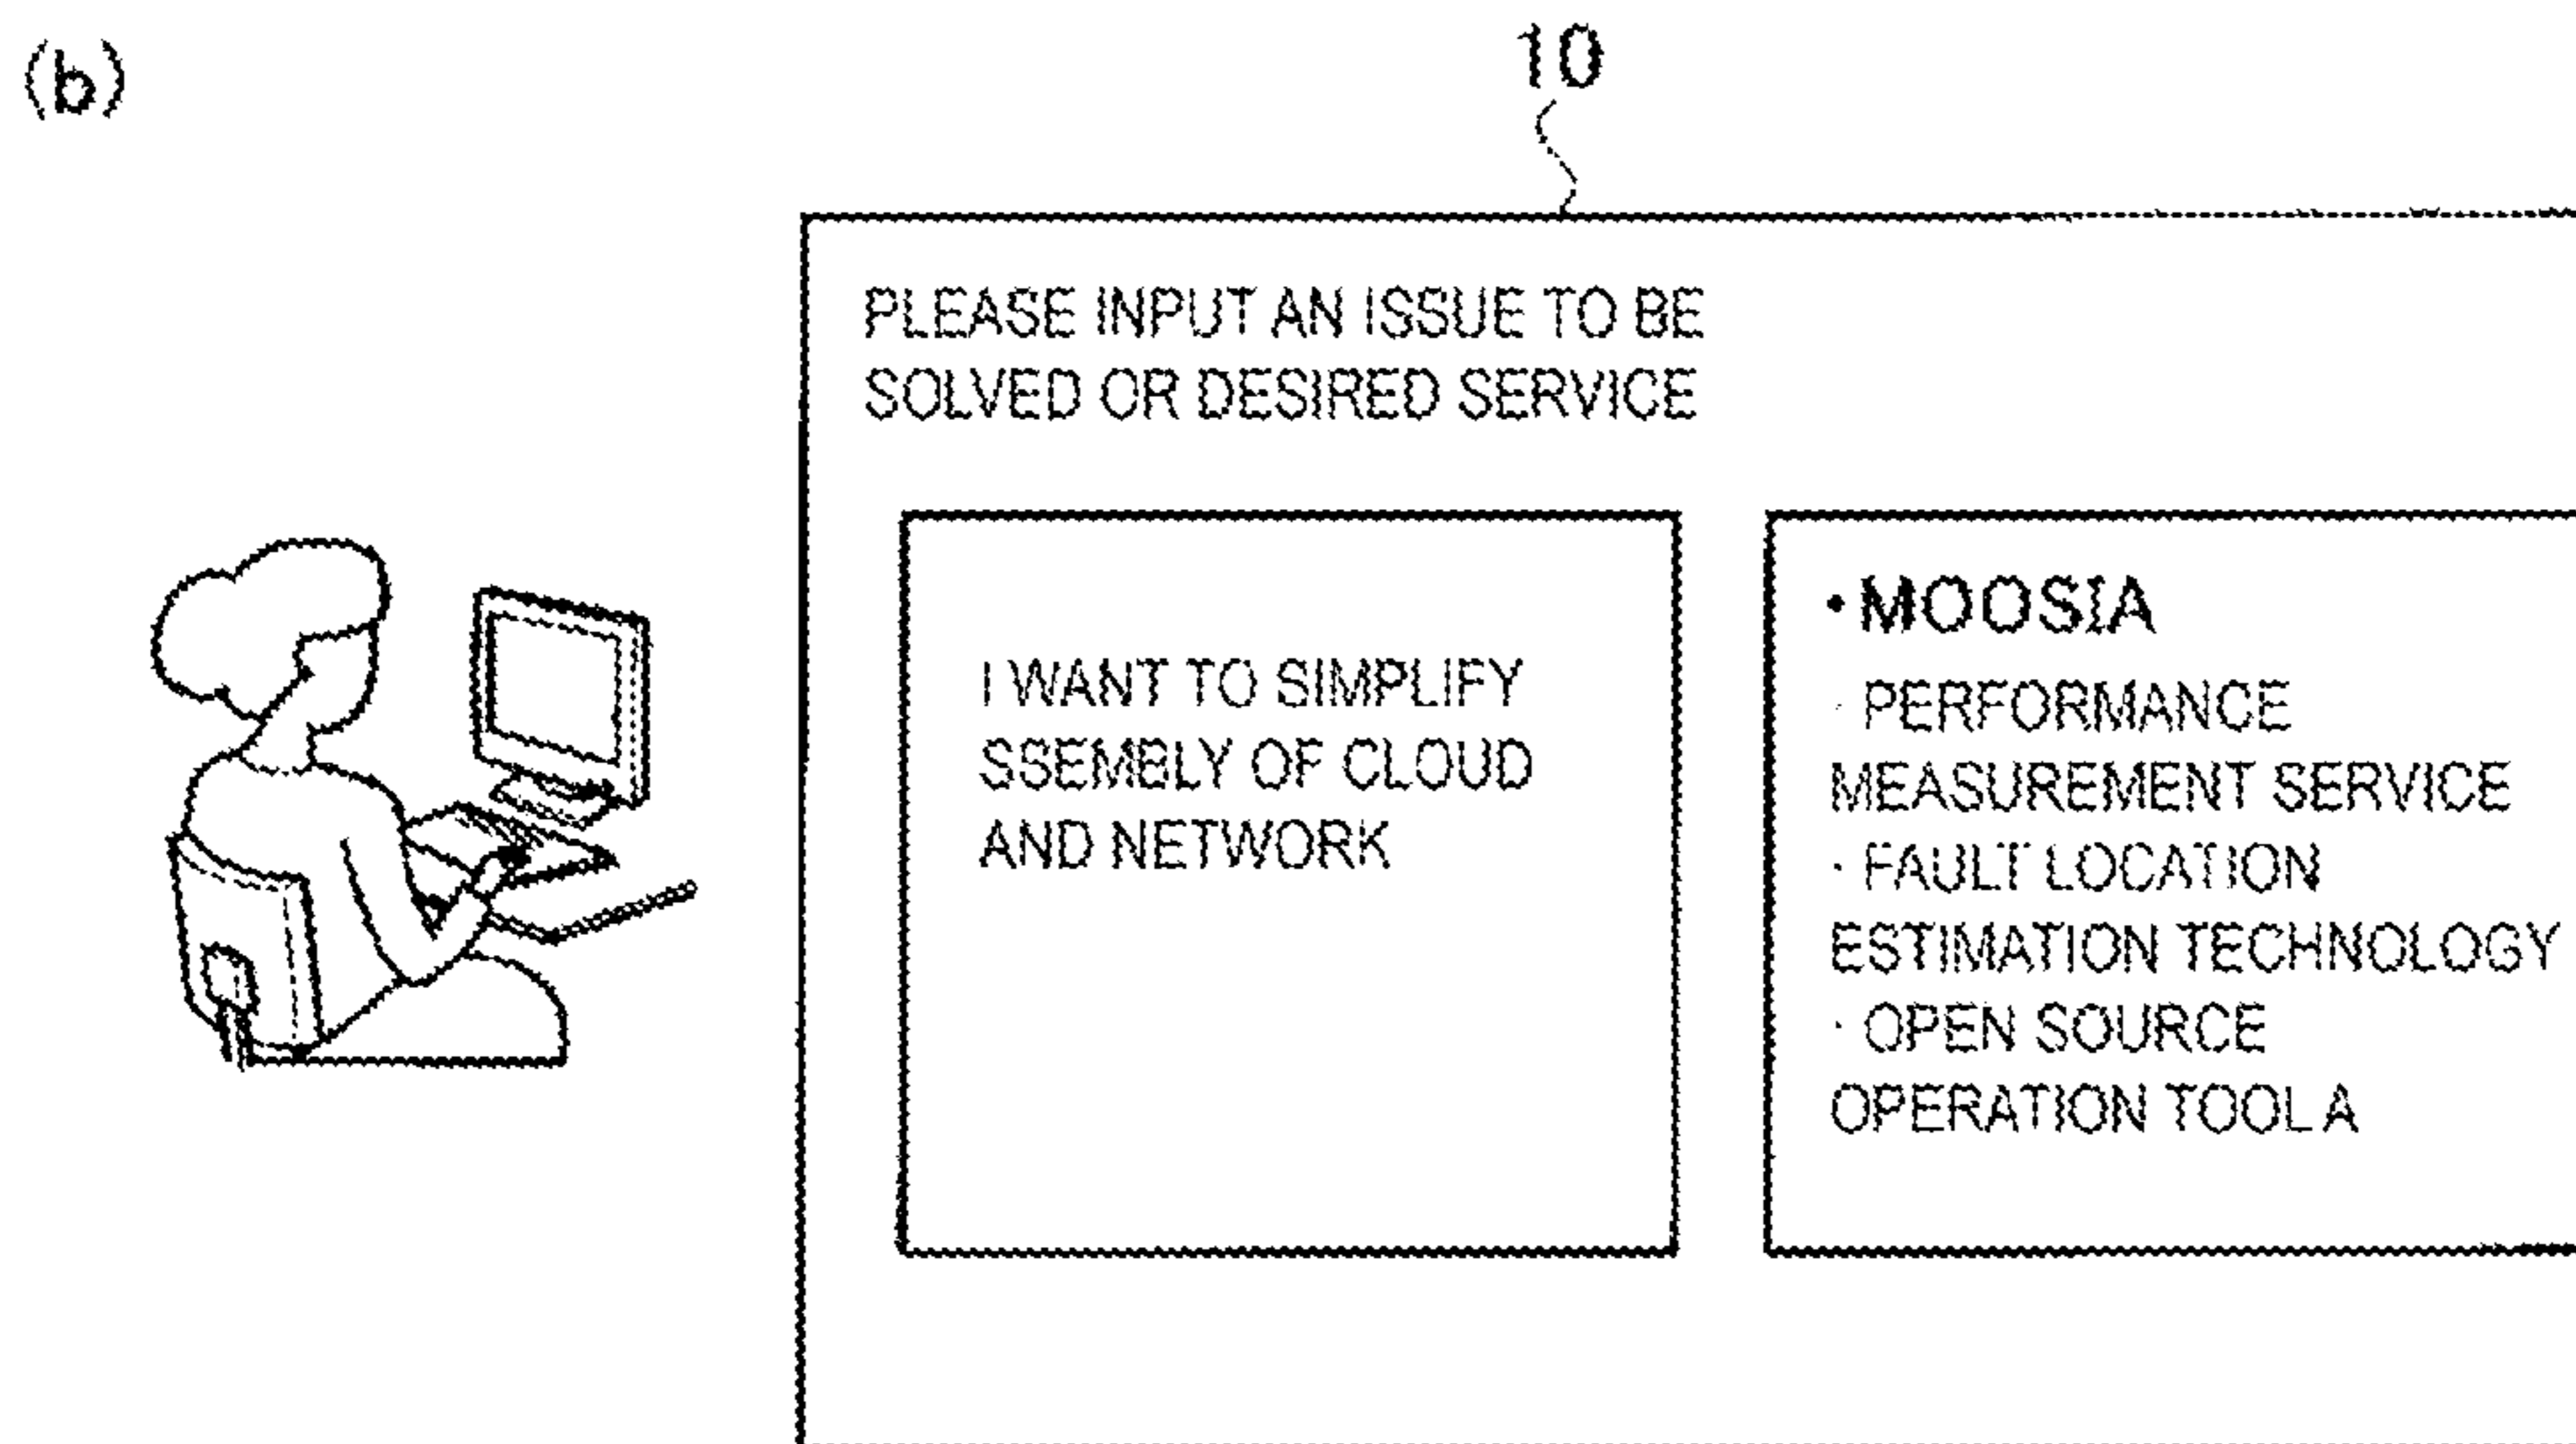 (b)
10
PLEASE INPUT AN ISSUE TO BE
SOLVED OR DESIRED SERVICE
I WANT TO SIMPLIFY
SSEMBLY OF CLOUD
AND NETWORK
・MOOSIA
・PERFORMANCE
MEASUREMENT SERVICE
・FAULT LOCATION
ESTIMATION TECHNOLOGY
・OPEN SOURCE
OPERATION TOOL A